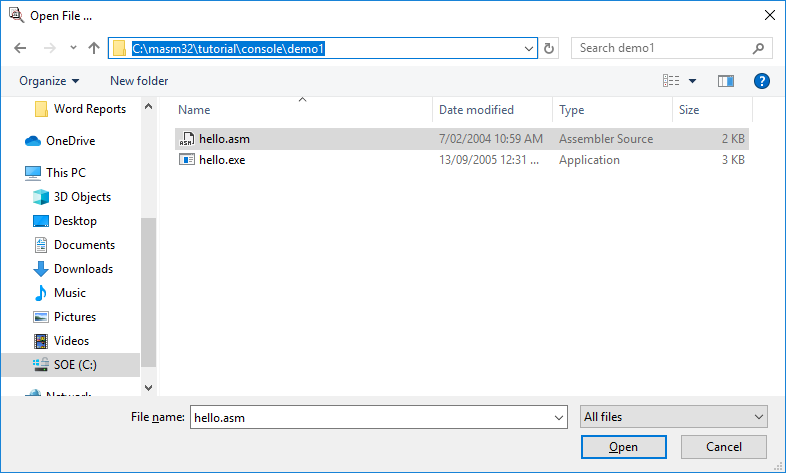 Open File ...
C:\masm32\tutorial\console\demo1
Search demo1
Organize
New folder
Name Date modified Type Size
Word Reports
OneDrive
This PC
3D Objects
Desktop
Documents
Downloads
Music
Pictures
Videos
SOE (C:)
Network
ASM hello.asm 7/02/2004 10:59 AM Assembler Source 2 KB
hello.exe 13/09/2005 12:31 ... Application 3 KB
File name: hello.asm All files
Open Cancel